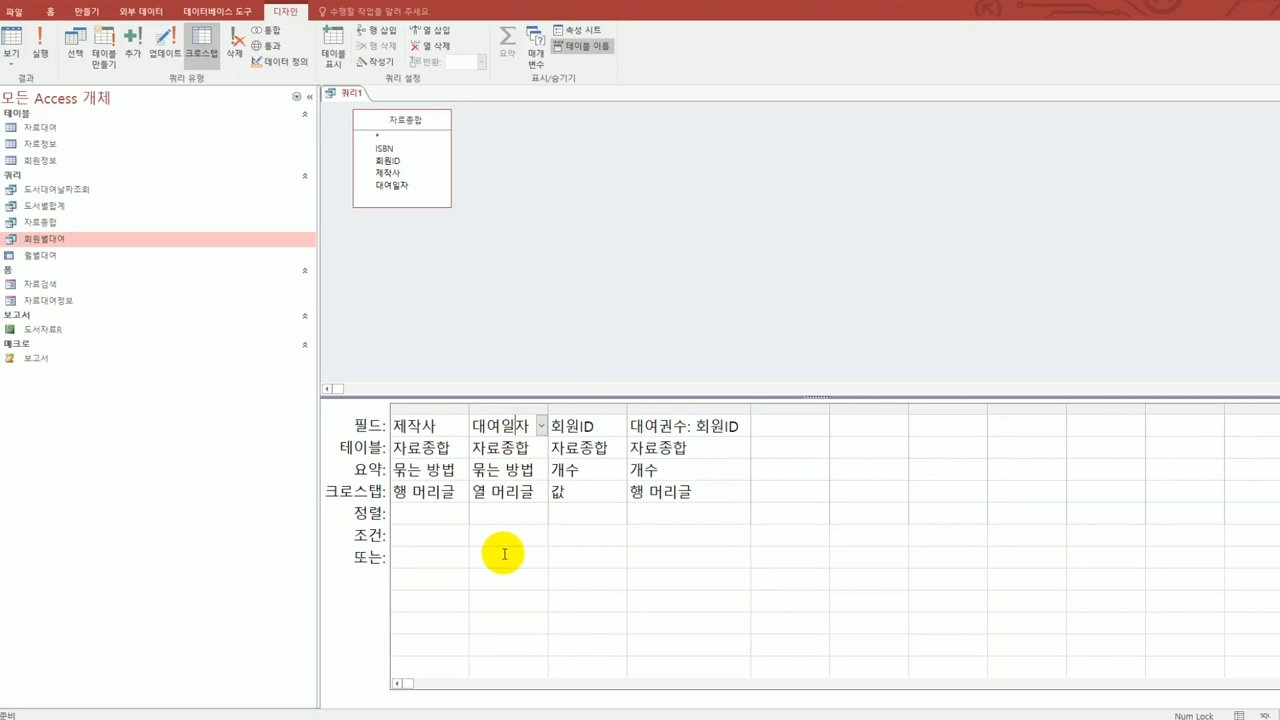 파일 홈 만들기 외부 데이터 데이터베이스 도구 디자인 수행할 작업을 알려 주세요.
보기 실행 선택 테이블 만들기 추가 업데이트 크로스탭 삭제 통합 통과 데이터 정의 테이블 표시 행 삽입 행 삭제 작성기 열 삽입 열 삭제 반환: 요약 매개 변수 속성 시트 테이블 이름
결과 쿼리 유형 쿼리 설정 표시/숨기기
모든 Access 개체
쿼리1
테이블
자료대여
자료정보
회원정보
쿼리
도서대여날짜조회
도서별합계
자료종합
회원별대여
월별대여
폼
자료검색
자료대여정보
보고서
도서자료R
매크로
보고서
자료종합
*
ISBN
회원ID
제작사
대여일자
필드: 제작사 대여일자 회원ID 대여권수: 회원ID
테이블: 자료종합 자료종합 자료종합 자료종합
요약: 묶는 방법 묶는 방법 개수 개수
크로스탭: 행 머리글 열 머리글 값 행 머리글
정렬:
조건:
또는:
준비 Num Lock SQL